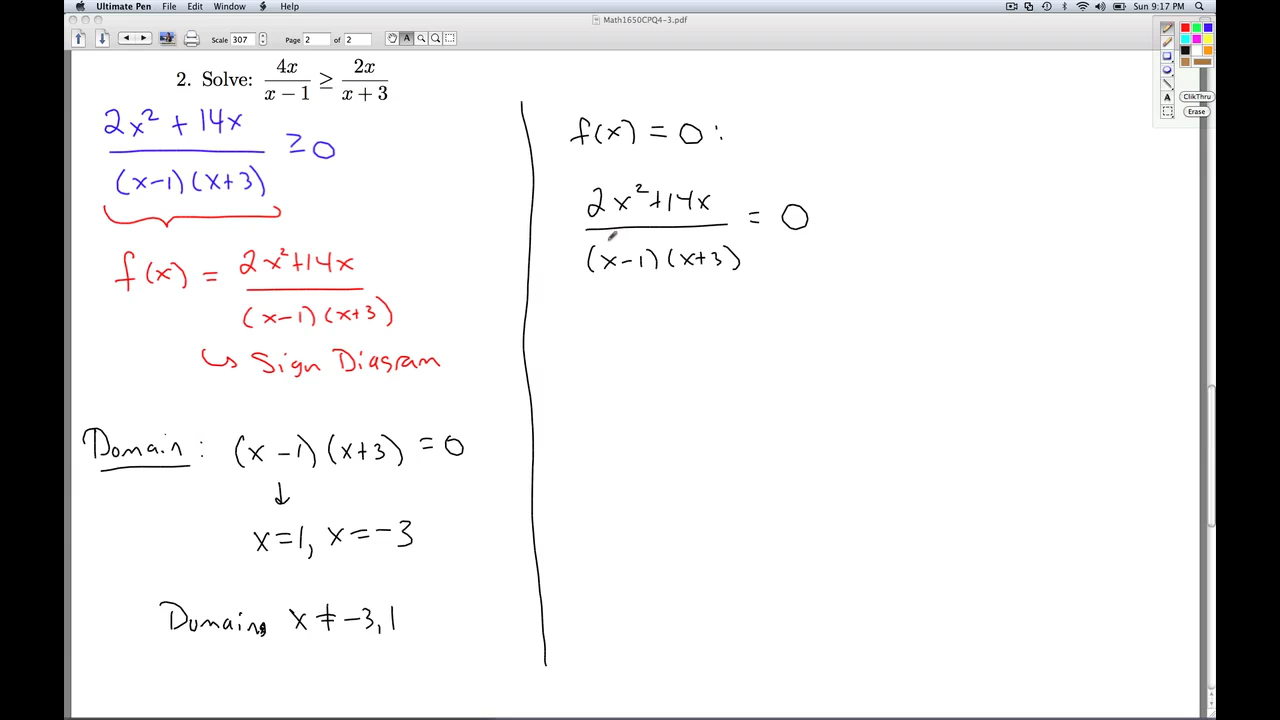 Ultimate Pen File Edit Window Help Sun 9:17 PM
Math1650CPQ4-3.pdf
Scale 307 Page 2 of 2 A
A
ClikThru
Erase
2. Solve: 4x/(x − 1) ≥ 2x/(x + 3)
2x² + 14x
(x-1)(x+3)
≥ 0
f(x) = 2x²+14x
(x-1)(x+3)
↳ Sign Diagram
Domain: (x-1)(x+3) = 0
↓
x=1, x=-3
Domain: x ≠ -3, 1
f(x) = 0:
2x²+14x
(x-1)(x+3)
= 0